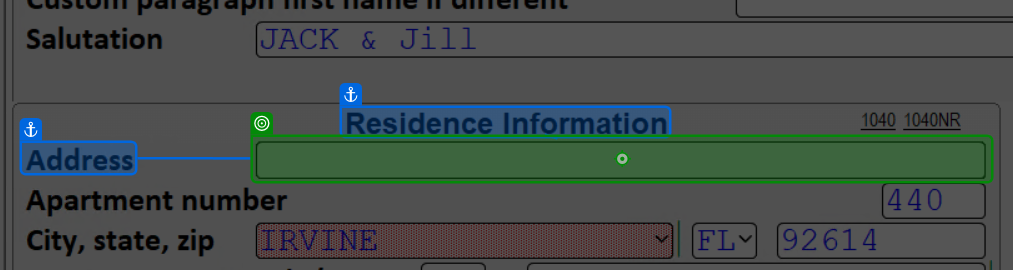 Custom paragraph first name if different
Salutation JACK & Jill
Residence Information 1040 1040NR
Address
Apartment number 440
City, state, zip IRVINE FL 92614